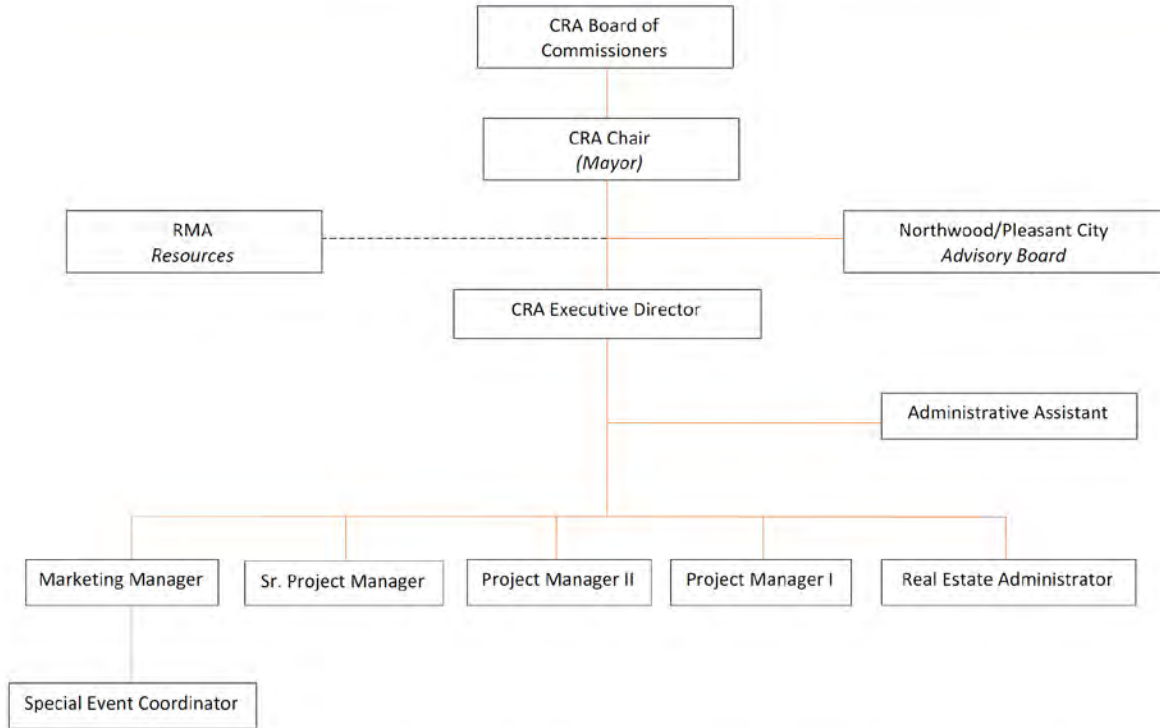 CRA Board of
Commissioners
CRA Chair
(Mayor)
RMA
Resources
Northwood/Pleasant City
Advisory Board
CRA Executive Director
Administrative Assistant
Marketing Manager
Sr. Project Manager
Project Manager II
Project Manager I
Real Estate Administrator
Special Event Coordinator